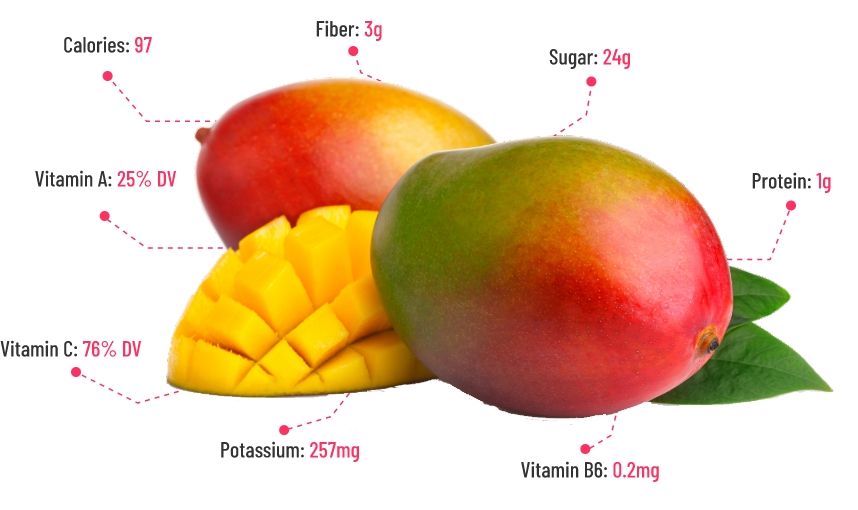 Fiber: 3g
Calories: 97
Sugar: 24g
Vitamin A: 25% DV
Protein: 1g
Vitamin C: 76% DV
Potassium: 257mg
Vitamin B6: 0.2mg